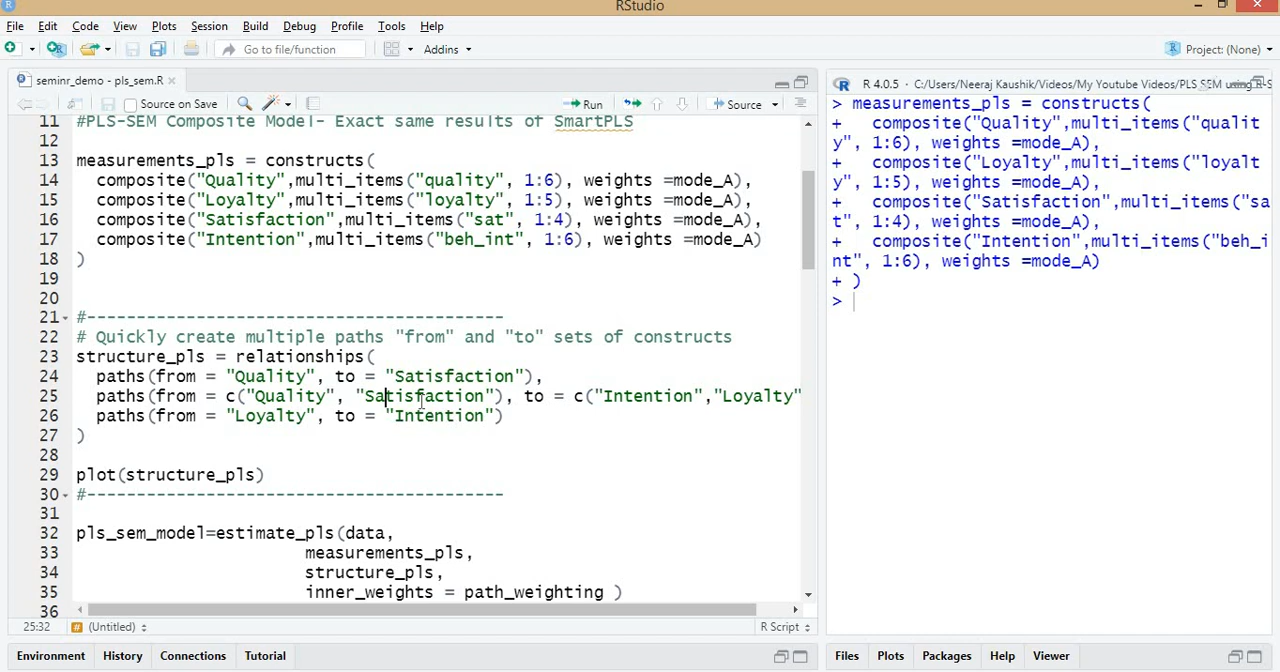 RStudio
File Edit Code View Plots Session Build Debug Profile Tools Help
Go to file/function Addins Project: (None)
seminr_demo - pls_sem.R
Source on Save Run Source
11 #PLS-SEM Composite Model- Exact same results of SmartPLS
12
13 measurements_pls = constructs(
14 composite("Quality",multi_items("quality", 1:6), weights =mode_A),
15 composite("Loyalty",multi_items("loyalty", 1:5), weights =mode_A),
16 composite("Satisfaction",multi_items("sat", 1:4), weights =mode_A),
17 composite("Intention",multi_items("beh_int", 1:6), weights =mode_A)
18 )
19
20
21 #----------------------------------------
22 # Quickly create multiple paths "from" and "to" sets of constructs
23 structure_pls = relationships(
24 paths(from = "Quality", to = "Satisfaction"),
25 paths(from = c("Quality", "Satisfaction"), to = c("Intention","Loyalty"
26 paths(from = "Loyalty", to = "Intention")
27 )
28
29 plot(structure_pls)
30 #----------------------------------------
31
32 pls_sem_model=estimate_pls(data,
33 measurements_pls,
34 structure_pls,
35 inner_weights = path_weighting )
36
25:32 (Untitled) R Script
Environment History Connections Tutorial
R 4.0.5 · C:/Users/Neeraj Kaushik/Videos/My Youtube Videos/PLS SEM using
> measurements_pls = constructs(
+ composite("Quality",multi_items("qualit
y", 1:6), weights =mode_A),
+ composite("Loyalty",multi_items("loyalt
y", 1:5), weights =mode_A),
+ composite("Satisfaction",multi_items("sa
t", 1:4), weights =mode_A),
+ composite("Intention",multi_items("beh_i
nt", 1:6), weights =mode_A)
+ )
>
Files Plots Packages Help Viewer